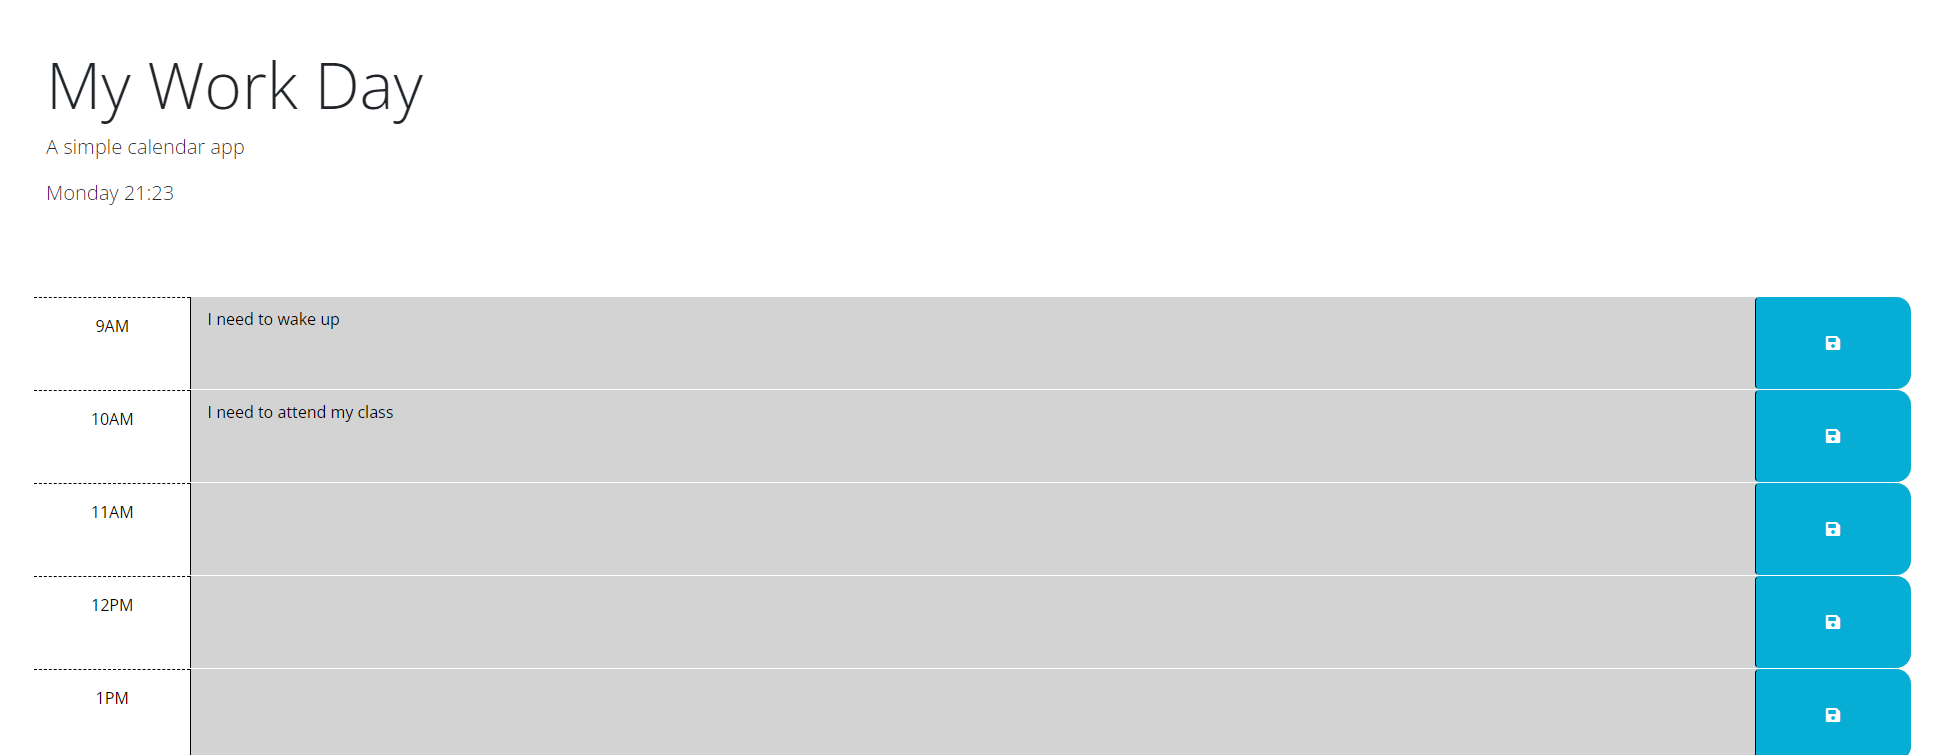 My Work Day
A simple calendar app
Monday 21:23
9AM
I need to wake up
10AM
I need to attend my class
11AM
12PM
1PM